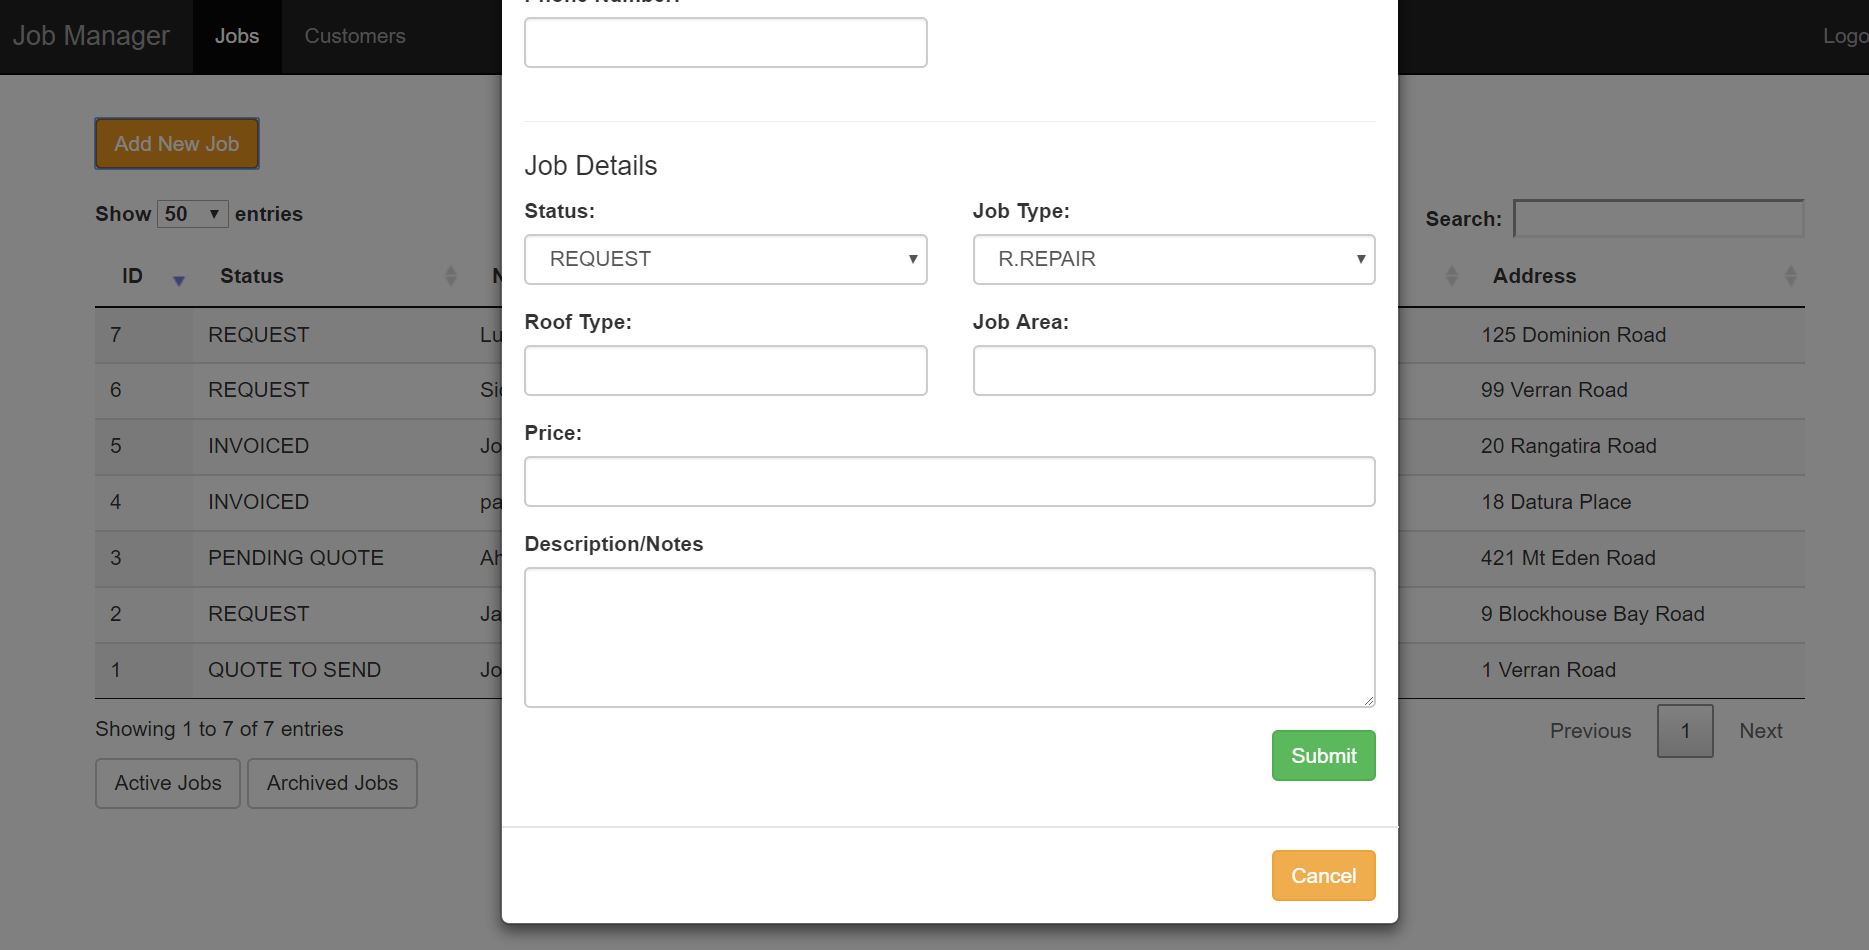 Job Manager Jobs Customers Logo
Phone Number:
Add New Job
Job Details
Show 50 entries
Status: Job Type:
Search:
REQUEST R.REPAIR
ID Status N Address
Roof Type: Job Area:
7 REQUEST Lu 125 Dominion Road
6 REQUEST Sid 99 Verran Road
Price:
5 INVOICED Jo 20 Rangatira Road
4 INVOICED pa 18 Datura Place
Description/Notes
3 PENDING QUOTE Ah 421 Mt Eden Road
2 REQUEST Ja 9 Blockhouse Bay Road
1 QUOTE TO SEND Jo 1 Verran Road
Showing 1 to 7 of 7 entries
Previous 1 Next
Submit
Active Jobs Archived Jobs
Cancel